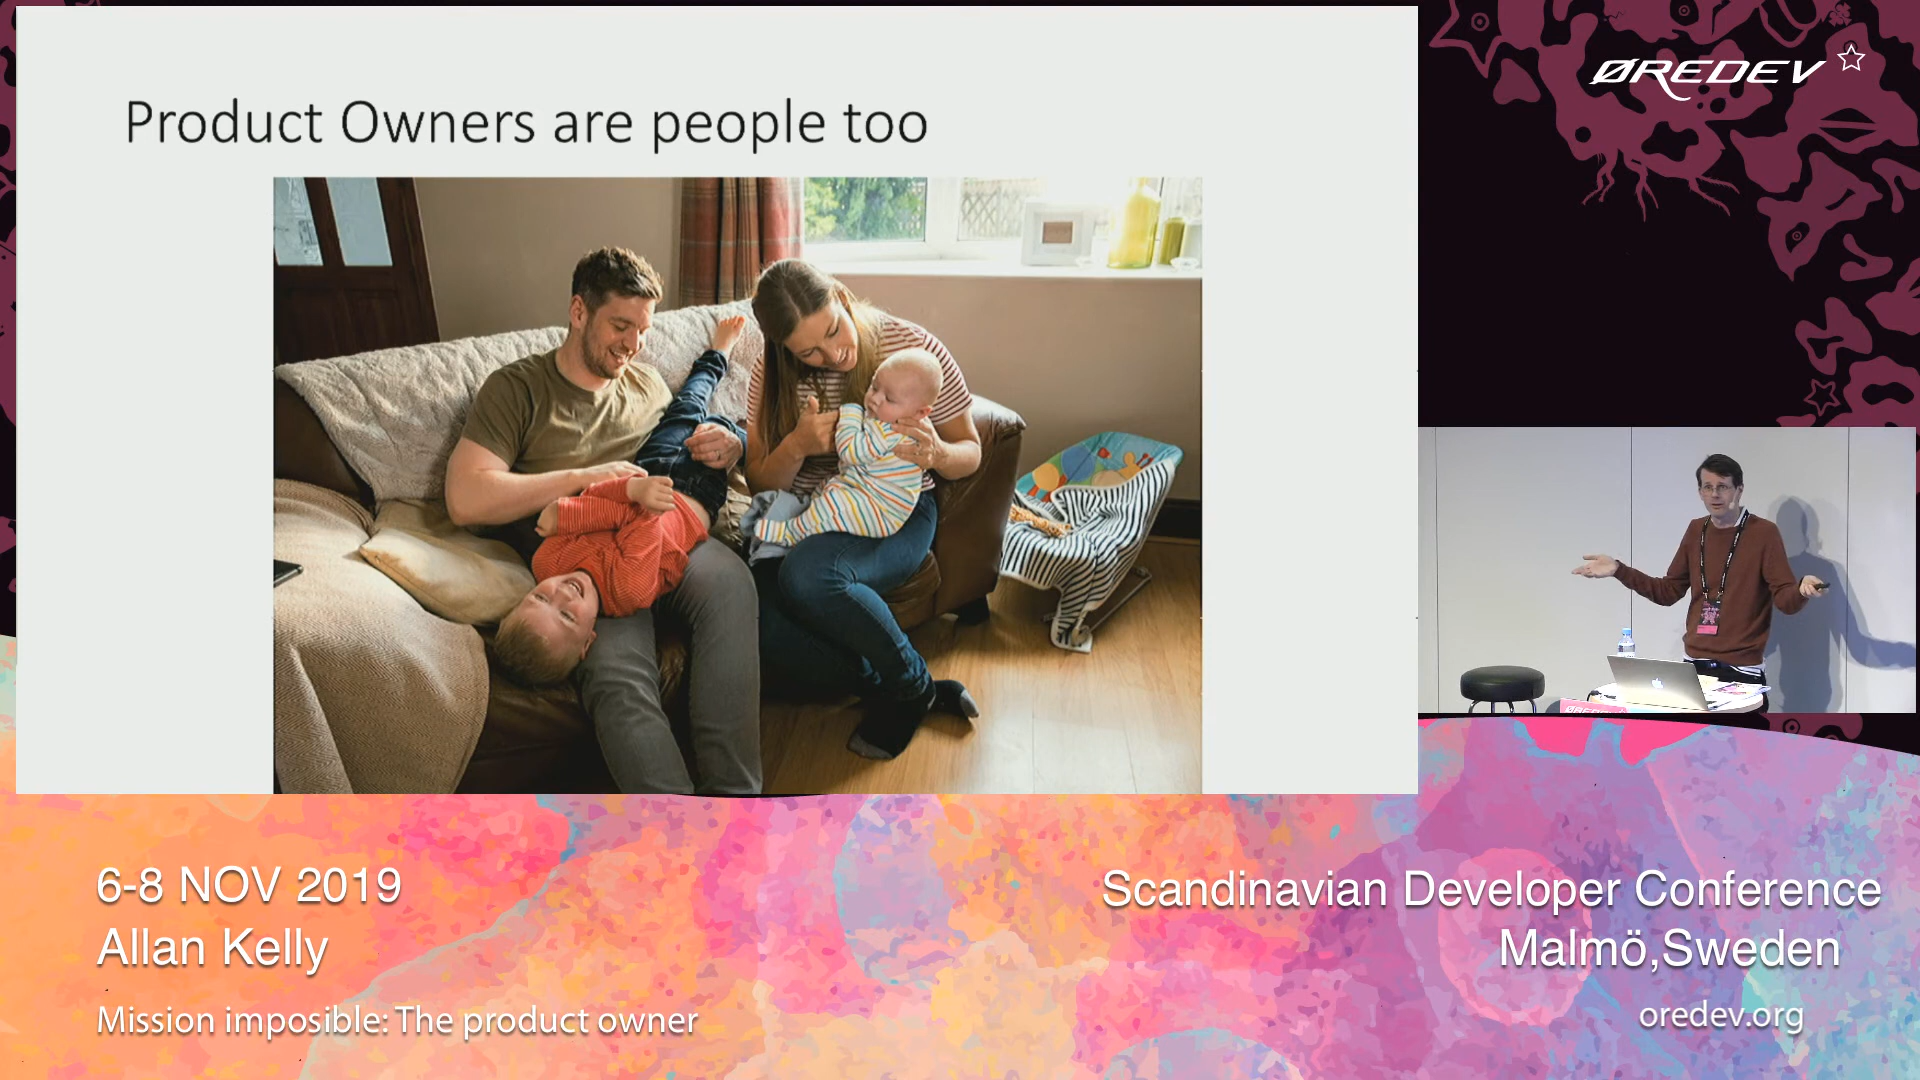 Product Owners are people too
ØREDEV
6-8 NOV 2019
Allan Kelly
Mission imposible: The product owner
Scandinavian Developer Conference
Malmö,Sweden
oredev.org